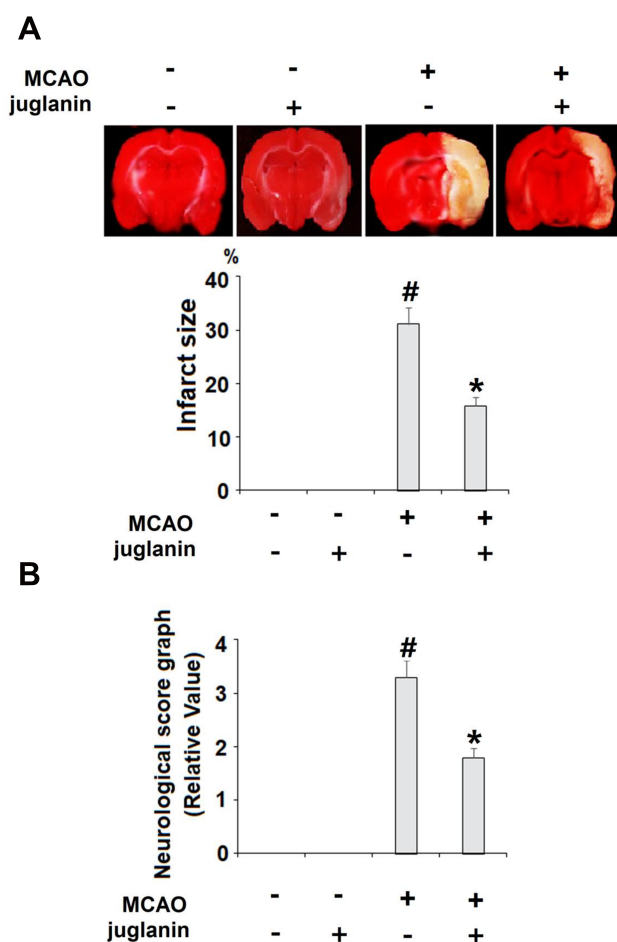 A
MCAO - - + +
juglanin - + - +
%
40
30
20
10
0
Infarct size
#
*
MCAO - - + +
juglanin - + - +
B
4
3
2
1
0
Neurological score graph
(Relative Value)
#
*
MCAO - - + +
juglanin - + - +